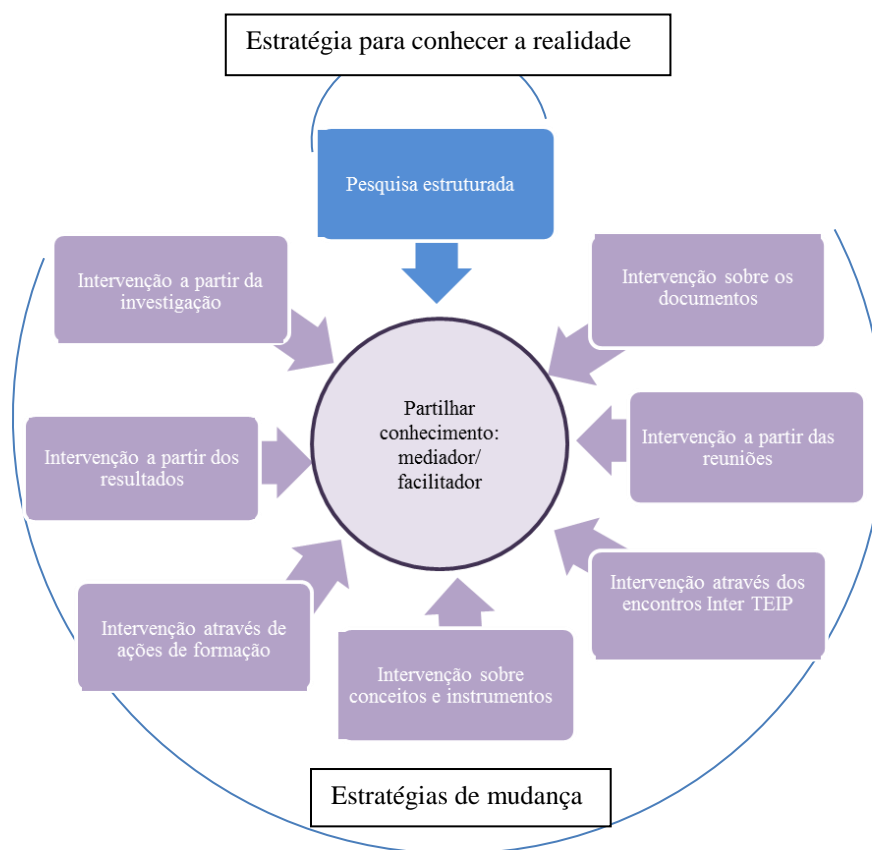 Estratégia para conhecer a realidade
Pesquisa estruturada
Intervenção a partir da
investigação
Intervenção sobre os
documentos
Partilhar
conhecimento:
mediador/
facilitador
Intervenção a partir dos
resultados
Intervenção a partir das
reuniões
Intervenção através de
ações de formação
Intervenção sobre
conceitos e instrumentos
Intervenção através dos
encontros Inter TEIP
Estratégias de mudança